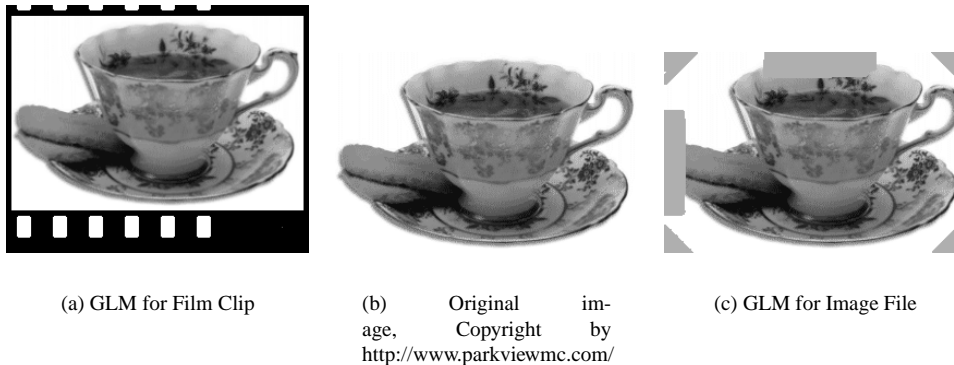 (a) GLM for Film Clip
(b) Original im-
age, Copyright by
http://www.parkviewmc.com/
(c) GLM for Image File